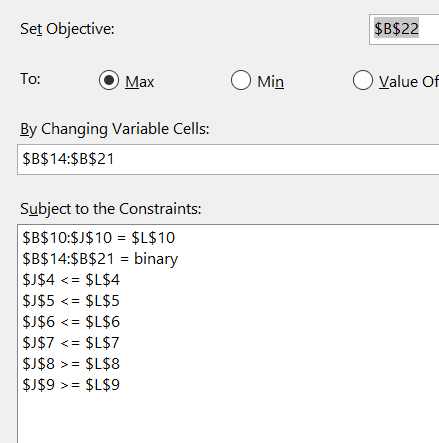 Set Objective:
$B$22
To:
Max
Min
Value Of
By Changing Variable Cells:
$B$14:$B$21
Subject to the Constraints:
$B$10:$J$10 = $L$10
$B$14:$B$21 = binary
$J$4 <= $L$4
$J$5 <= $L$5
$J$6 <= $L$6
$J$7 <= $L$7
$J$8 >= $L$8
$J$9 >= $L$9